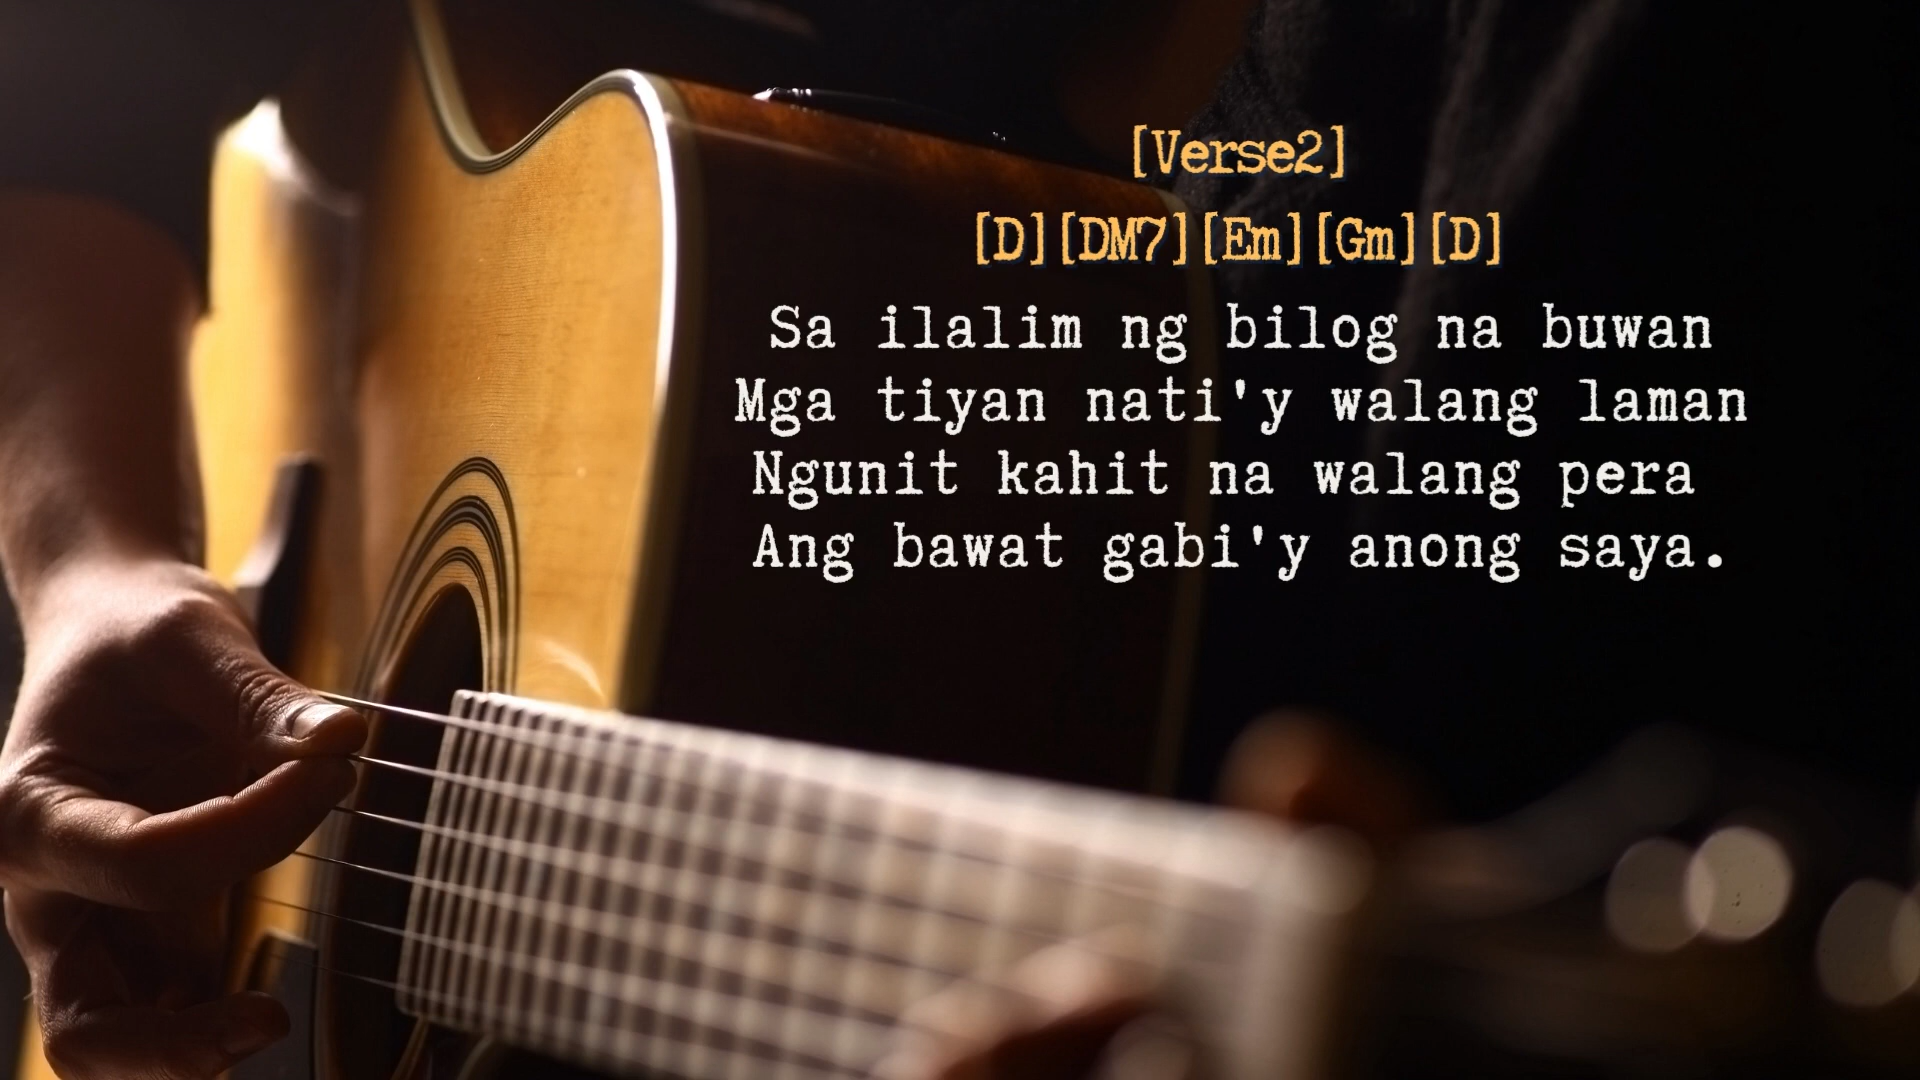 [Verse2]
[D][DM7][Em][Gm][D]
Sa ilalim ng bilog na buwan
Mga tiyan nati'y walang laman
Ngunit kahit na walang pera
Ang bawat gabi'y anong saya.